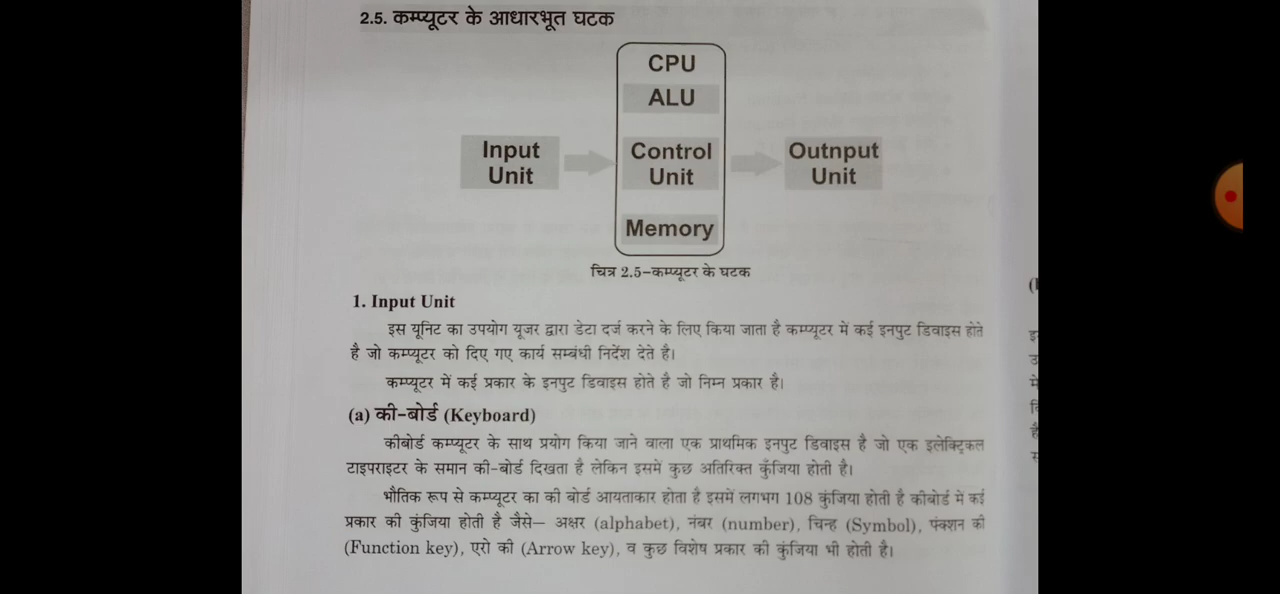 2.5. कम्प्यूटर के आधारभूत घटक
CPU
ALU
Input
Unit
Control
Unit
Outnput
Unit
Memory
चित्र 2.5–कम्प्यूटर के घटक
1. Input Unit
इस यूनिट का उपयोग यूजर द्वारा डेटा दर्ज करने के लिए किया जाता है कम्प्यूटर में कई इनपुट डिवाइस होते
है जो कम्प्यूटर को दिए गए कार्य सम्बंधी निर्देश देते है।
कम्प्यूटर में कई प्रकार के इनपुट डिवाइस होते है जो निम्न प्रकार है।
(a) की-बोर्ड (Keyboard)
कीबोर्ड कम्प्यूटर के साथ प्रयोग किया जाने वाला एक प्राथमिक इनपुट डिवाइस है जो एक इलेक्ट्रिकल
टाइपराइटर के समान की-बोर्ड दिखता है लेकिन इसमें कुछ अतिरिक्त कुँजिया होती है।
भौतिक रूप से कम्प्यूटर का की बोर्ड आयताकार होता है इसमें लगभग 108 कुंजिया होती है कीबोर्ड मे कई
प्रकार की कुंजिया होती है जैसे– अक्षर (alphabet), नंबर (number), चिन्ह (Symbol), फंक्शन की
(Function key), एरो की (Arrow key), व कुछ विशेष प्रकार की कुंजिया भी होती है।